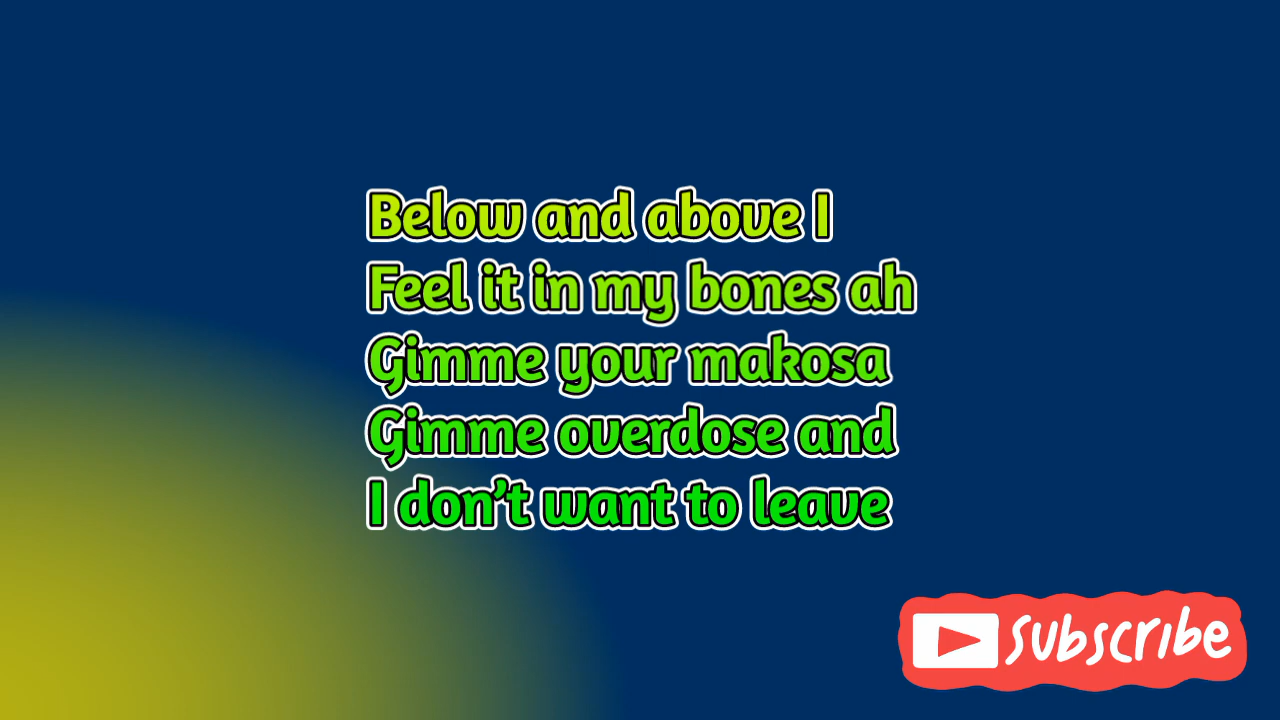 Below and above I
Feel it in my bones ah
Gimme your makosa
Gimme overdose and
I don't want to leave
Subscribe